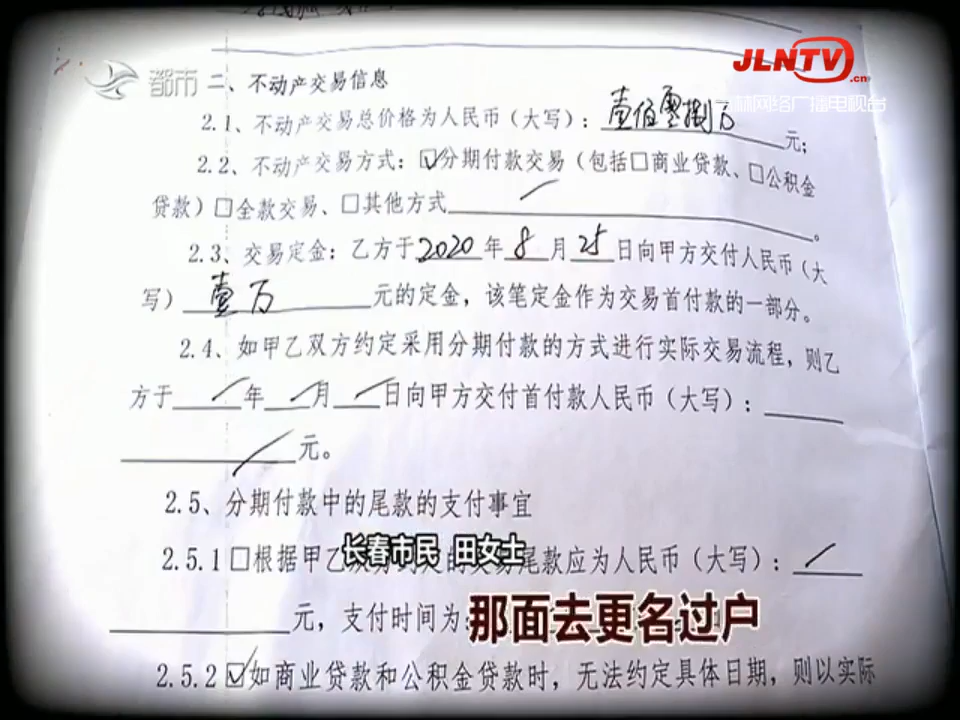 JLNTV.cn
都市
吉林网络广播电视台
二、不动产交易信息
2.1、不动产交易总价格为人民币（大写）：壹佰零捌万元；
2.2、不动产交易方式：☑分期付款交易（包括□商业贷款、□公积金
贷款）□全款交易、□其他方式。
2.3、交易定金：乙方于2020年8月25日向甲方交付人民币（大
写）壹万元的定金，该笔定金作为交易首付款的一部分。
2.4、如甲乙双方约定采用分期付款的方式进行实际交易流程，则乙
方于年月日向甲方交付首付款人民币（大写）：
元。
2.5、分期付款中的尾款的支付事宜
2.5.1□根据甲乙尾款应为人民币（大写）：
长春市民 田女士
元，支付时间为：
那面去更名过户
2.5.2☑如商业贷款和公积金贷款时，无法约定具体日期，则以实际